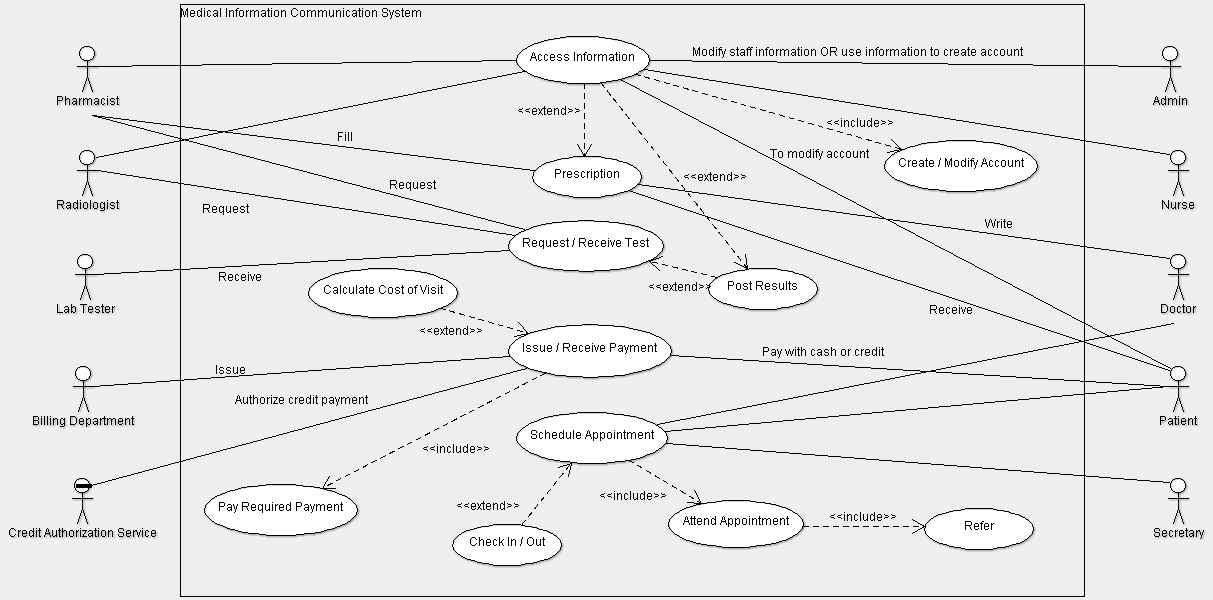 Medical Information Communication System
Access Information
Modify staff information OR use information to create account
Pharmacist
Admin
<<extend>>
<<include>>
Fill
To modify account
Create / Modify Account
Prescription
<<extend>>
Request
Radiologist
Nurse
Request
Write
Request / Receive Test
Receive
<<extend>>
Post Results
Calculate Cost of Visit
Lab Tester
Receive
Doctor
<<extend>>
Issue / Receive Payment
Pay with cash or credit
Issue
Authorize credit payment
Billing Department
Patient
Schedule Appointment
<<include>>
<<include>>
Pay Required Payment
<<extend>>
Attend Appointment
<<include>>
Refer
Credit Authorization Service
Check In / Out
Secretary